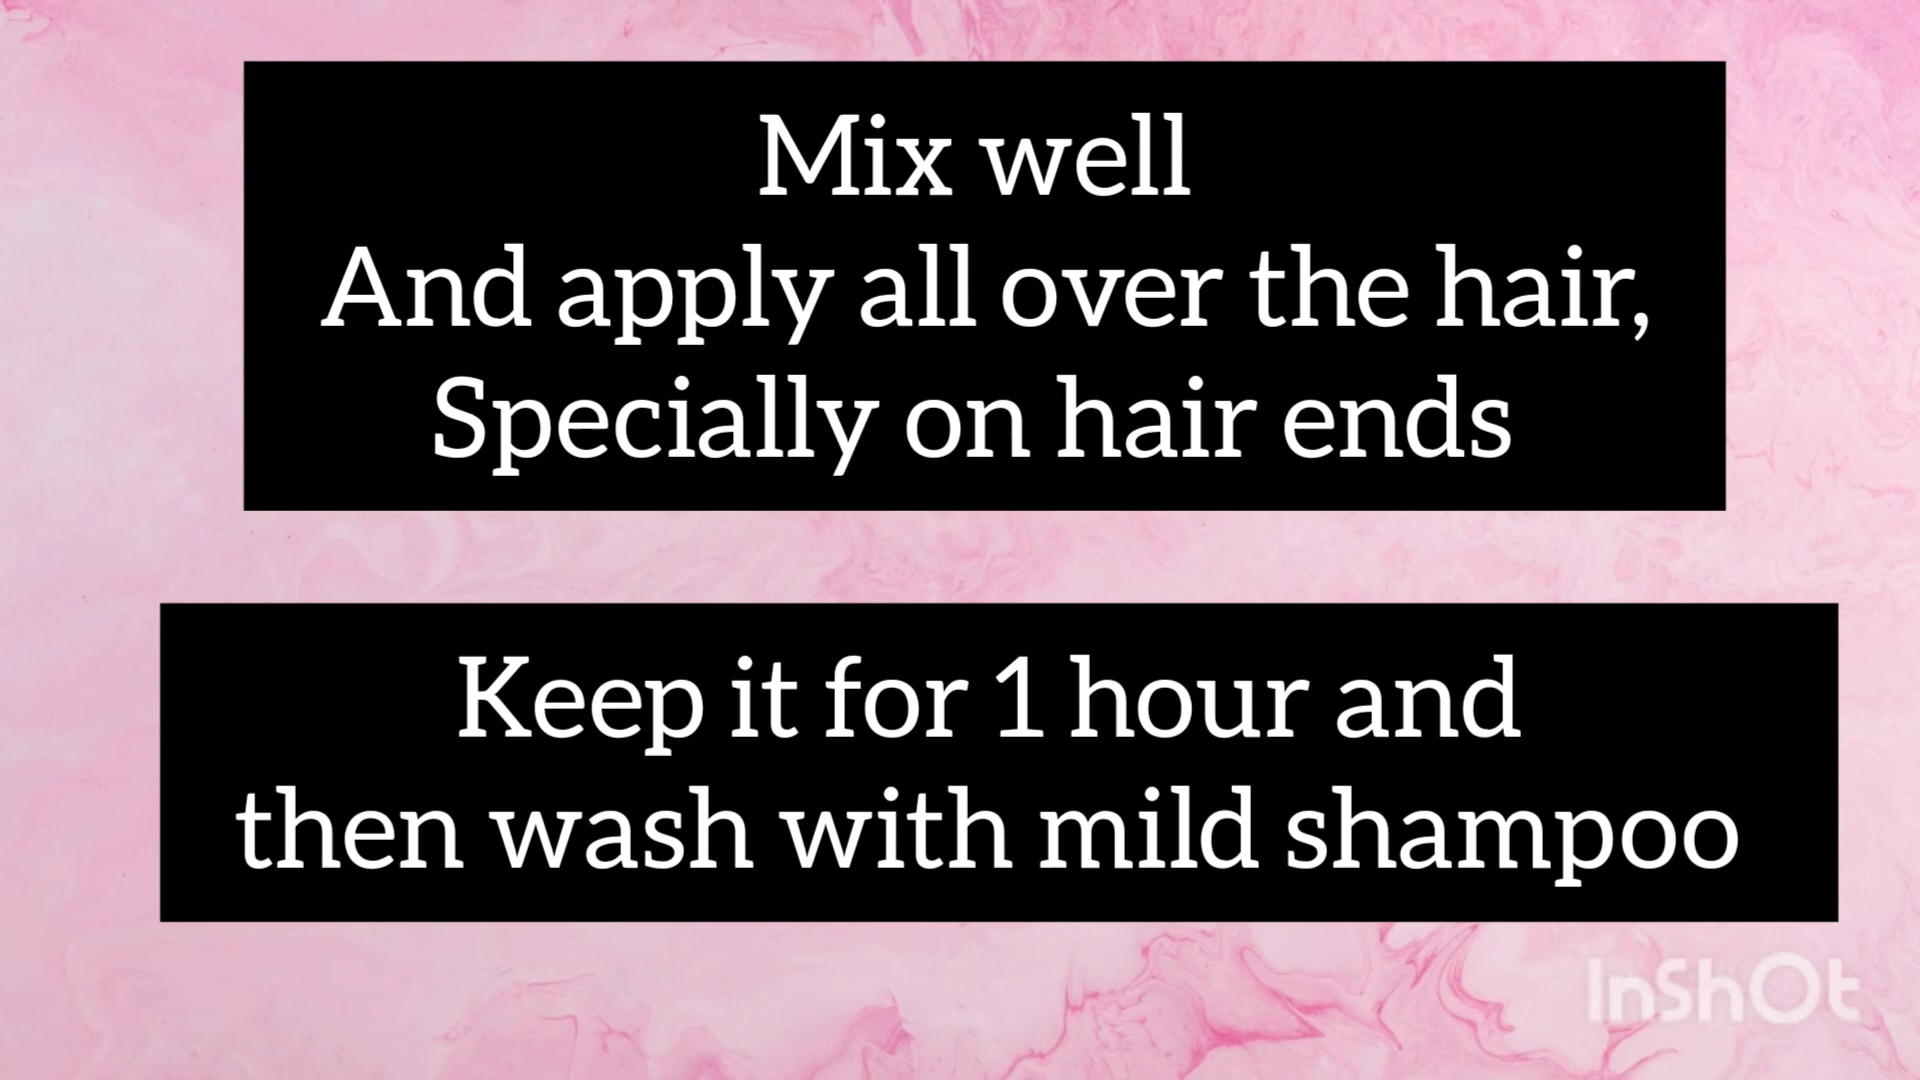 Mix well
And apply all over the hair,
Specially on hair ends
Keep it for 1 hour and
then wash with mild shampoo
InShOt